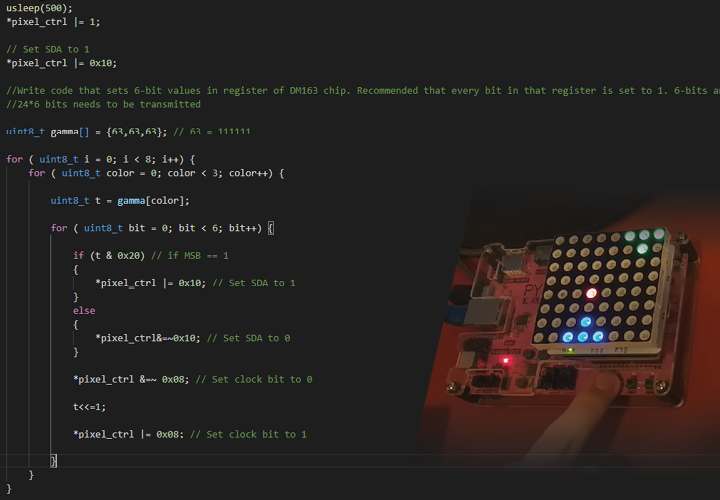 usleep(500);
*pixel_ctrl |= 1;
// Set SDA to 1
*pixel_ctrl |= 0x10;
//Write code that sets 6-bit values in register of DM163 chip. Recommended that every bit in that register is set to 1. 6-bits
//24*6 bits needs to be transmitted
uint8_t gamma[] = {63,63,63}; // 63 = 111111
for ( uint8_t i = 0; i < 8; i++) {
for ( uint8_t color = 0; color < 3; color++) {
uint8_t t = gamma[color];
for ( uint8_t bit = 0; bit < 6; bit++) {
if (t & 0x20) // if MSB == 1
{
*pixel_ctrl |= 0x10; // Set SDA to 1
}
else
{
*pixel_ctrl&=~0x10; // Set SDA to 0
}
*pixel_ctrl &=~ 0x08; // Set clock bit to 0
t<<=1;
*pixel_ctrl |= 0x08; // Set clock bit to 1
}
}
}
PY